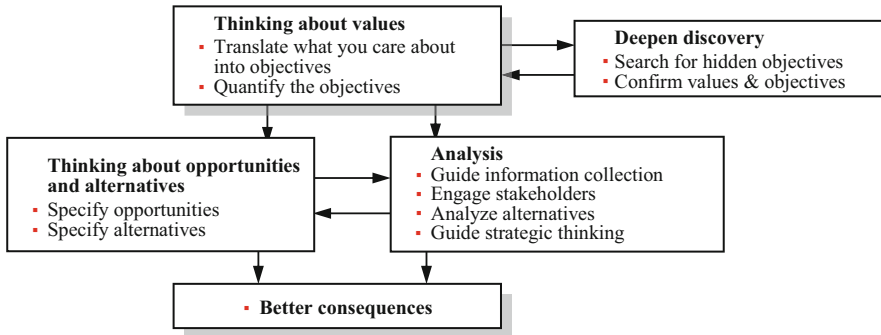 Thinking about values
▪ Translate what you care about
into objectives
▪ Quantify the objectives
Deepen discovery
▪ Search for hidden objectives
▪ Confirm values & objectives
Thinking about opportunities
and alternatives
▪ Specify opportunities
▪ Specify alternatives
Analysis
▪ Guide information collection
▪ Engage stakeholders
▪ Analyze alternatives
▪ Guide strategic thinking
▪ Better consequences